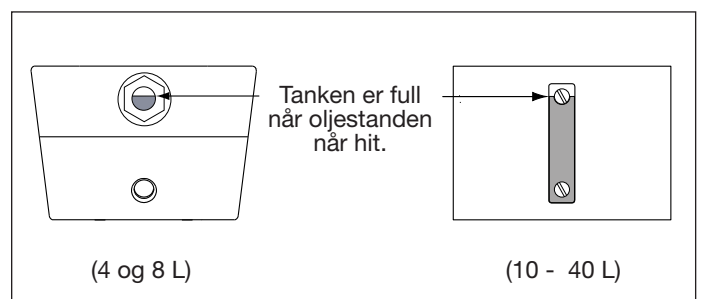 Tanken er full
når oljestanden
når hit.
(4 og 8 L)
(10 - 40 L)